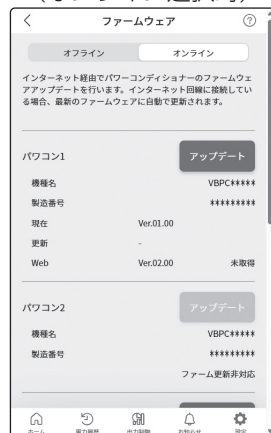 ファームウェア
オフライン オンライン
インターネット経由でパワーコンディショナーのファームウェ
アアップデートを行います。インターネット回線に接続してい
る場合、最新のファームウェアに自動で更新されます。
パワコン1 アップデート
機種名 VBPC*****
製造番号 *********
現在 Ver.01.00
更新 -
Web Ver.02.00 未取得
パワコン2 アップデート
機種名 VBPC*****
製造番号 *********
ファーム更新非対応